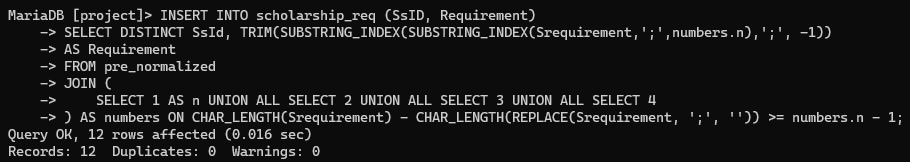 MariaDB [project]> INSERT INTO scholarship_req (SsID, Requirement)
    -> SELECT DISTINCT SsId, TRIM(SUBSTRING_INDEX(SUBSTRING_INDEX(Srequirement,';',numbers.n),';', -1))
    -> AS Requirement
    -> FROM pre_normalized
    -> JOIN (
    ->     SELECT 1 AS n UNION ALL SELECT 2 UNION ALL SELECT 3 UNION ALL SELECT 4
    -> ) AS numbers ON CHAR_LENGTH(Srequirement) - CHAR_LENGTH(REPLACE(Srequirement, ';', '')) >= numbers.n - 1;
Query OK, 12 rows affected (0.016 sec)
Records: 12  Duplicates: 0  Warnings: 0